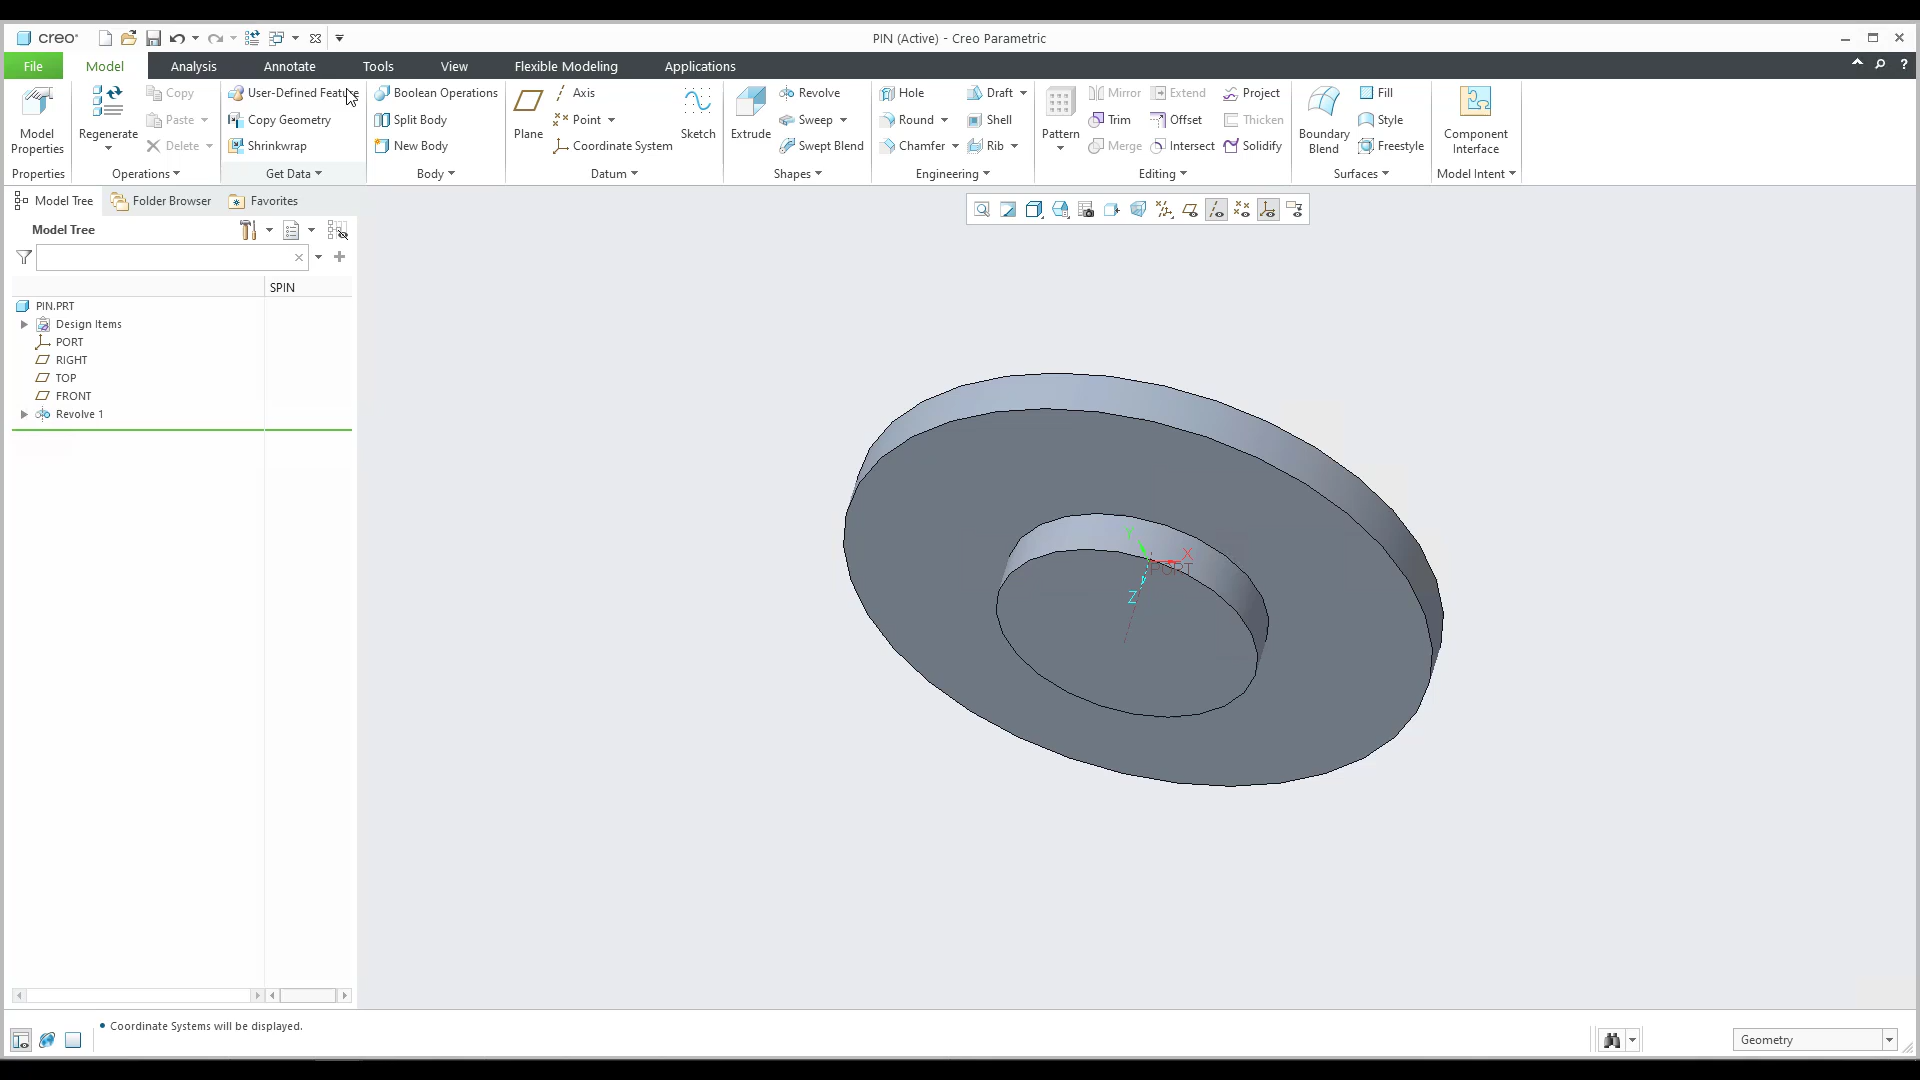 creo
PIN (Active) - Creo Parametric
File
Model
Analysis
Annotate
Tools
View
Flexible Modeling
Applications
?
Model
Properties
Properties
Regenerate
Copy
Paste
Delete
Operations
User-Defined Feature
Copy Geometry
Shrinkwrap
Get Data
Boolean Operations
Split Body
New Body
Body
Plane
Axis
Point
Coordinate System
Sketch
Datum
Extrude
Revolve
Sweep
Swept Blend
Shapes
Hole
Round
Chamfer
Draft
Shell
Rib
Engineering
Pattern
Mirror
Extend
Project
Trim
Offset
Thicken
Merge
Intersect
Solidify
Editing
Boundary
Blend
Fill
Style
Freestyle
Surfaces
Component
Interface
Model Intent
Model Tree
Folder Browser
Favorites
Model Tree
SPIN
PIN.PRT
Design Items
PORT
RIGHT
TOP
FRONT
Revolve 1
Y
X
PORT
Z
Coordinate Systems will be displayed.
Geometry